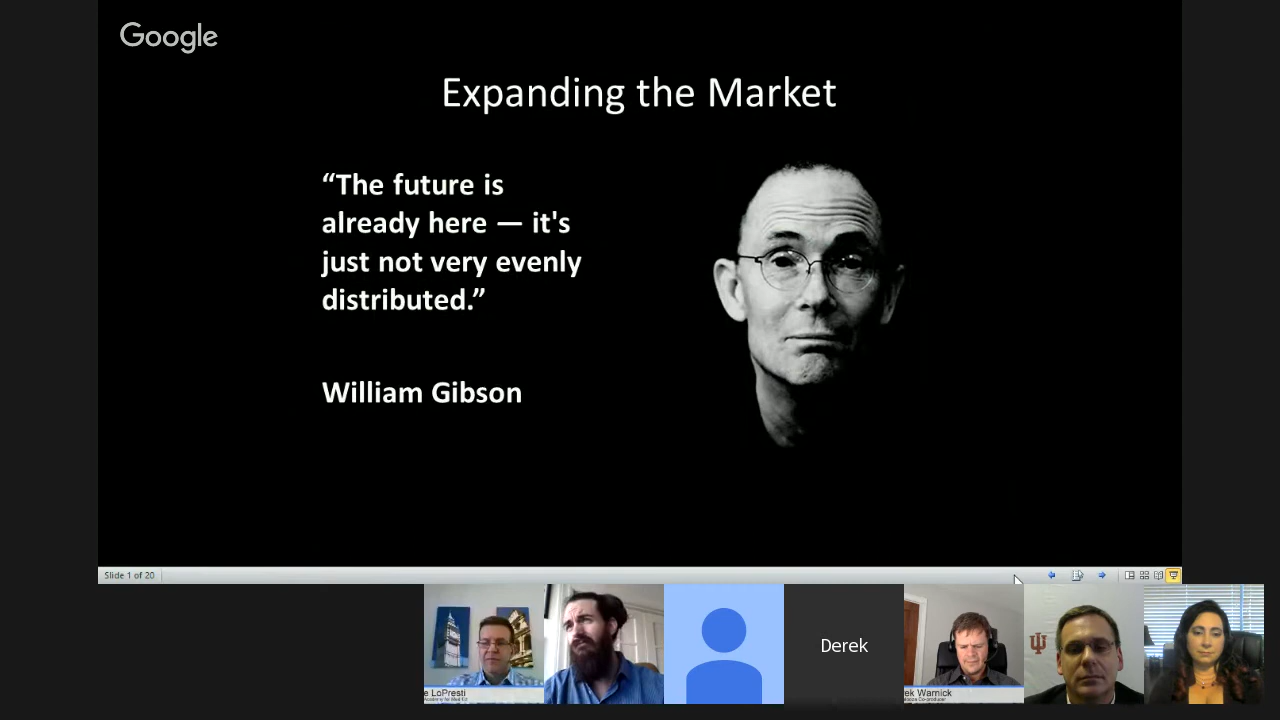 Google
Expanding the Market
“The future is
already here — it's
just not very evenly
distributed.”
William Gibson
Slide 1 of 20
Derek
e LoPresti
ek Warnick